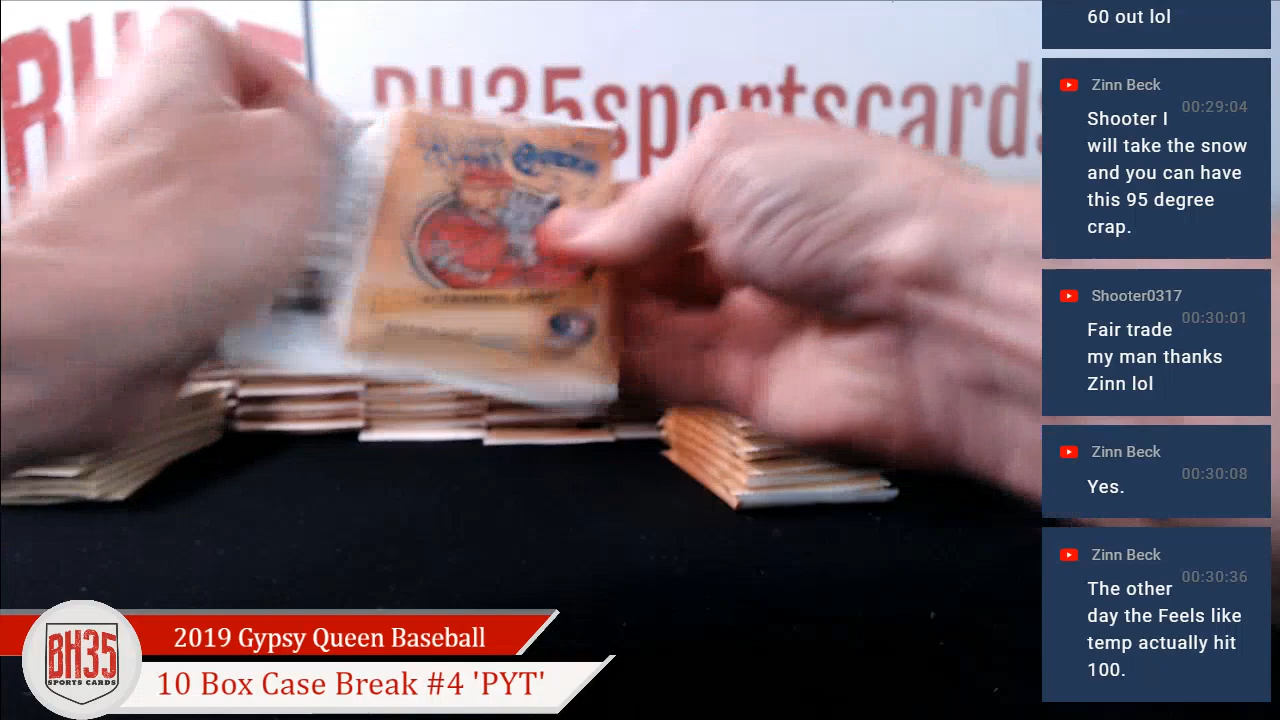 BH35sportscards
60 out lol
Zinn Beck
00:29:04
Shooter I
will take the snow
and you can have
this 95 degree
crap.
Shooter0317
00:30:01
Fair trade
my man thanks
Zinn lol
Zinn Beck
00:30:08
Yes.
Zinn Beck
00:30:36
The other
day the Feels like
temp actually hit
100.
2019 Gypsy Queen Baseball
10 Box Case Break #4 'PYT'
BH35
SPORTS CARDS